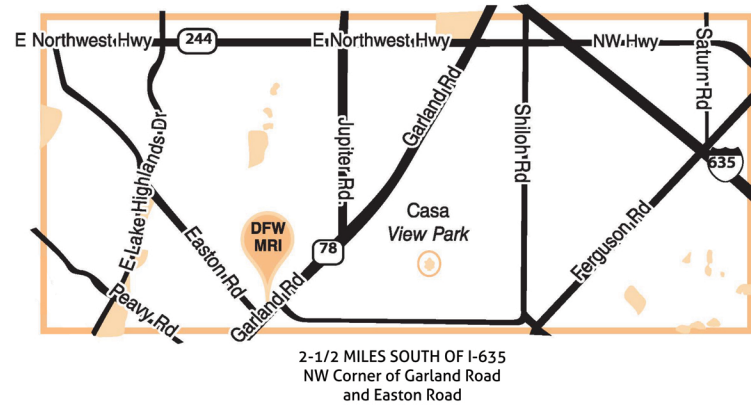 E Northwest Hwy
244
E Northwest Hwy
NW Hwy
Saturn Rd
Garland Rd
Jupiter Rd.
Shiloh Rd
635
E Lake Highlands Dr
Casa
View Park
DFW
MRI
78
Easton Rd
Ferguson Rd
Peavy Rd
Garland Rd
2-1/2 MILES SOUTH OF I-635
NW Corner of Garland Road
and Easton Road